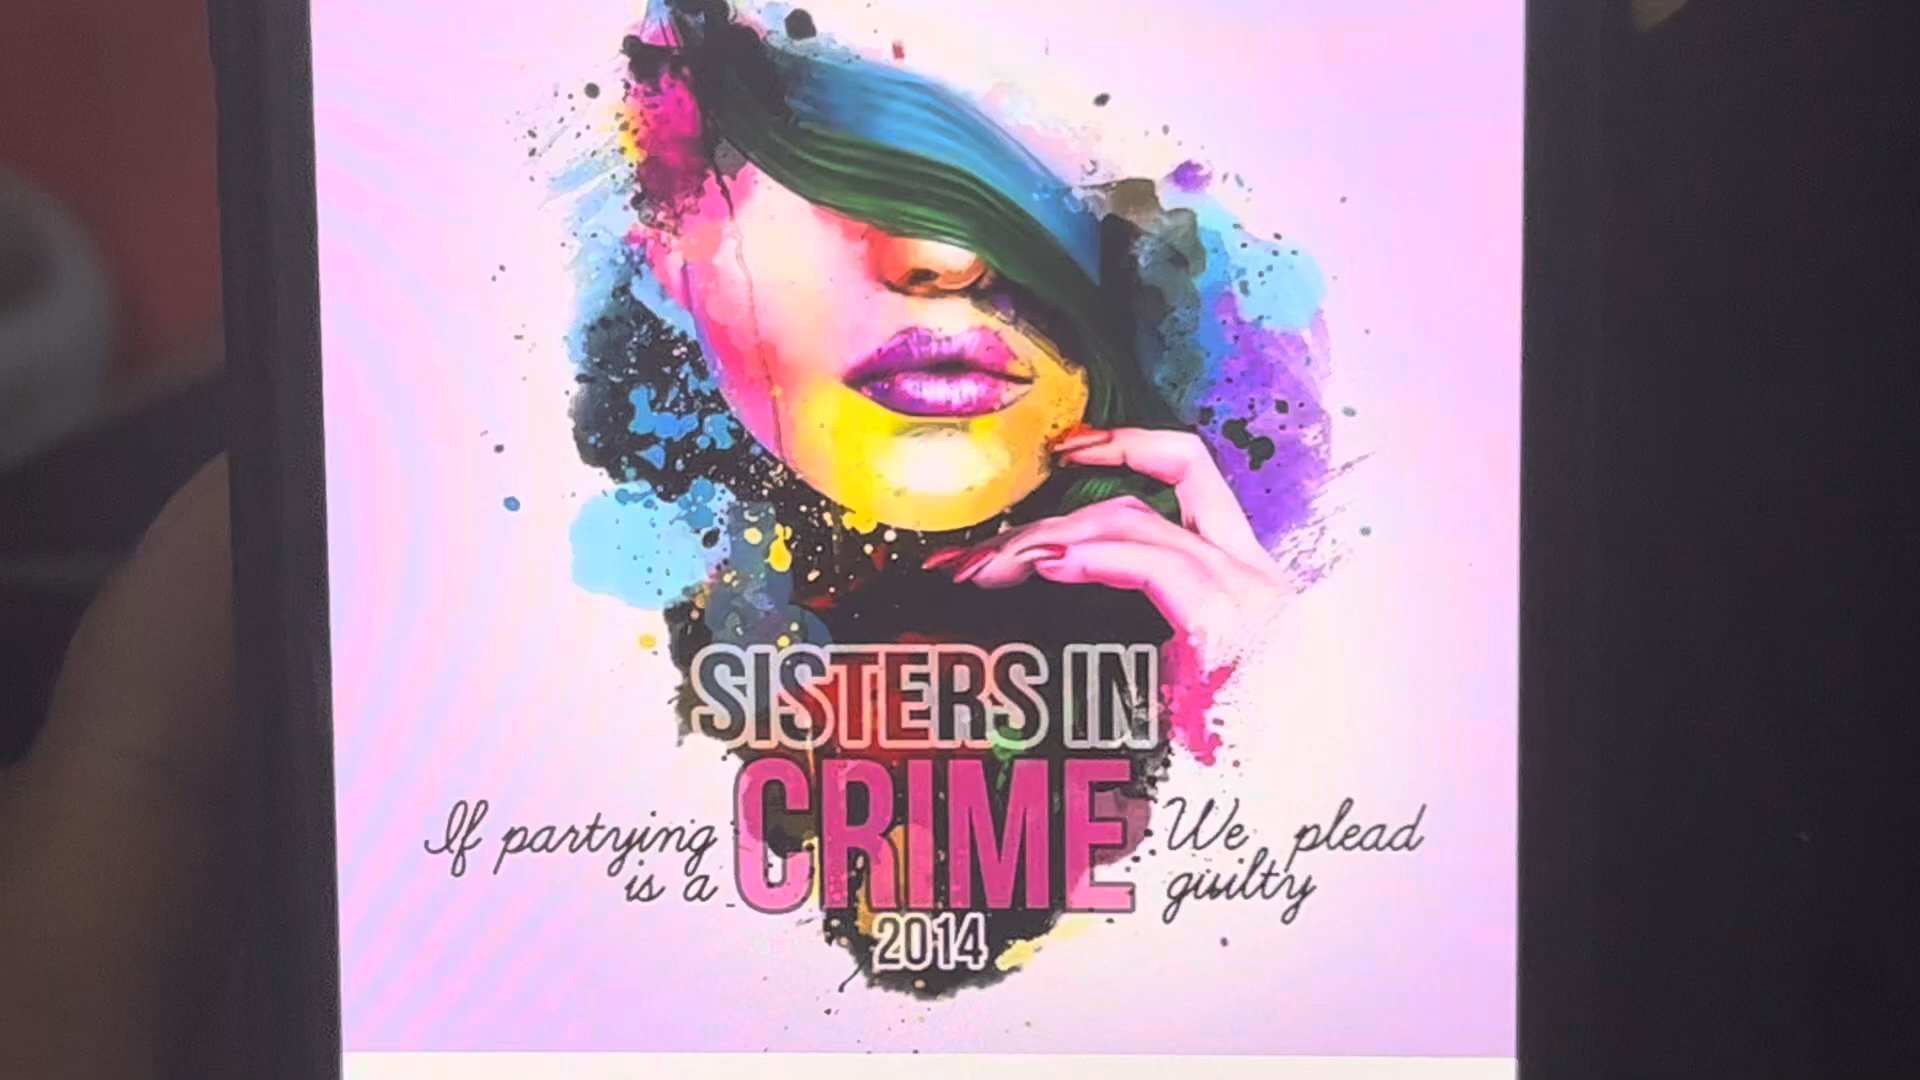 SISTERS IN
CRIME
If partying
is a
We plead
guilty
2014